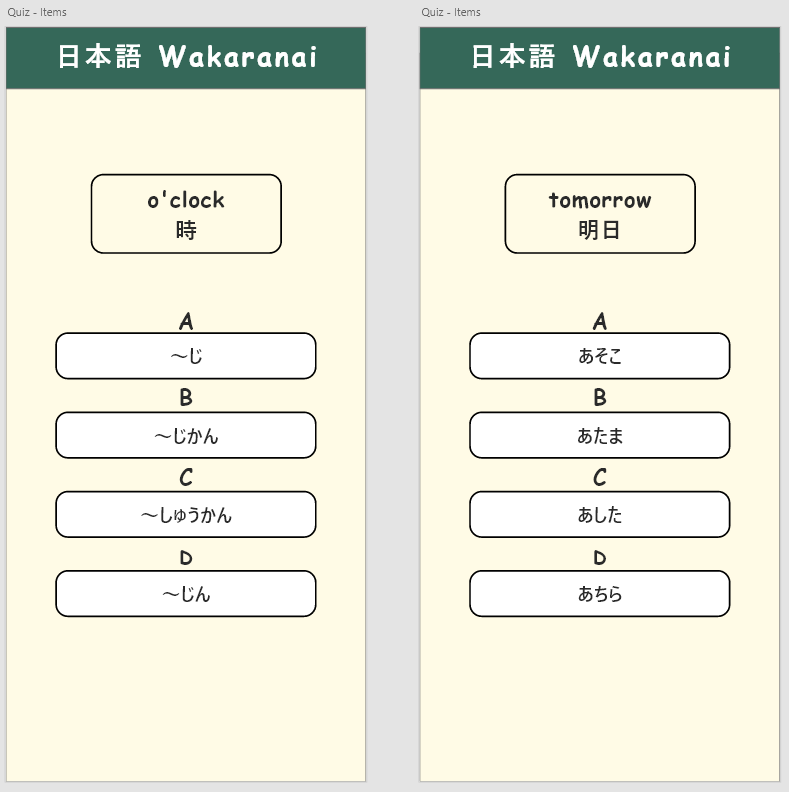 Quiz - Items
日本語 Wakaranai
o'clock
時
A
〜じ
B
〜じかん
C
〜しゅうかん
D
〜じん
Quiz - Items
日本語 Wakaranai
tomorrow
明日
A
あそこ
B
あたま
C
あした
D
あちら